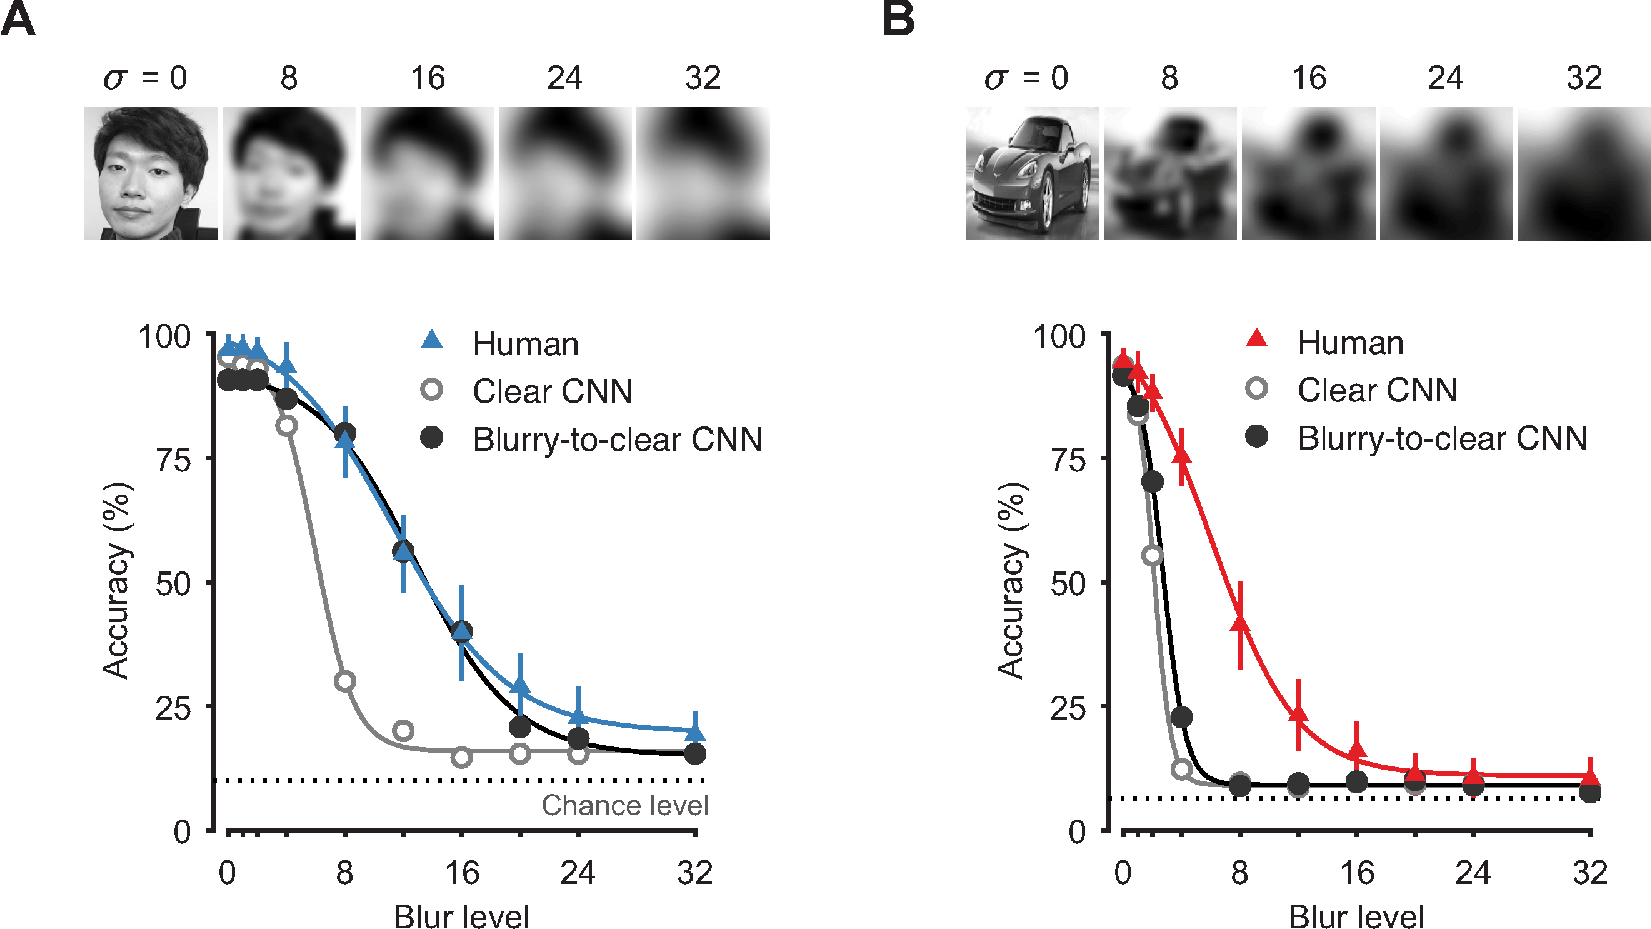 A
σ = 0 8 16 24 32
100
75
50
25
0
Accuracy (%)
Human
Clear CNN
Blurry-to-clear CNN
Chance level
0 8 16 24 32
Blur level
B
σ = 0 8 16 24 32
100
75
50
25
0
Accuracy (%)
Human
Clear CNN
Blurry-to-clear CNN
0 8 16 24 32
Blur level